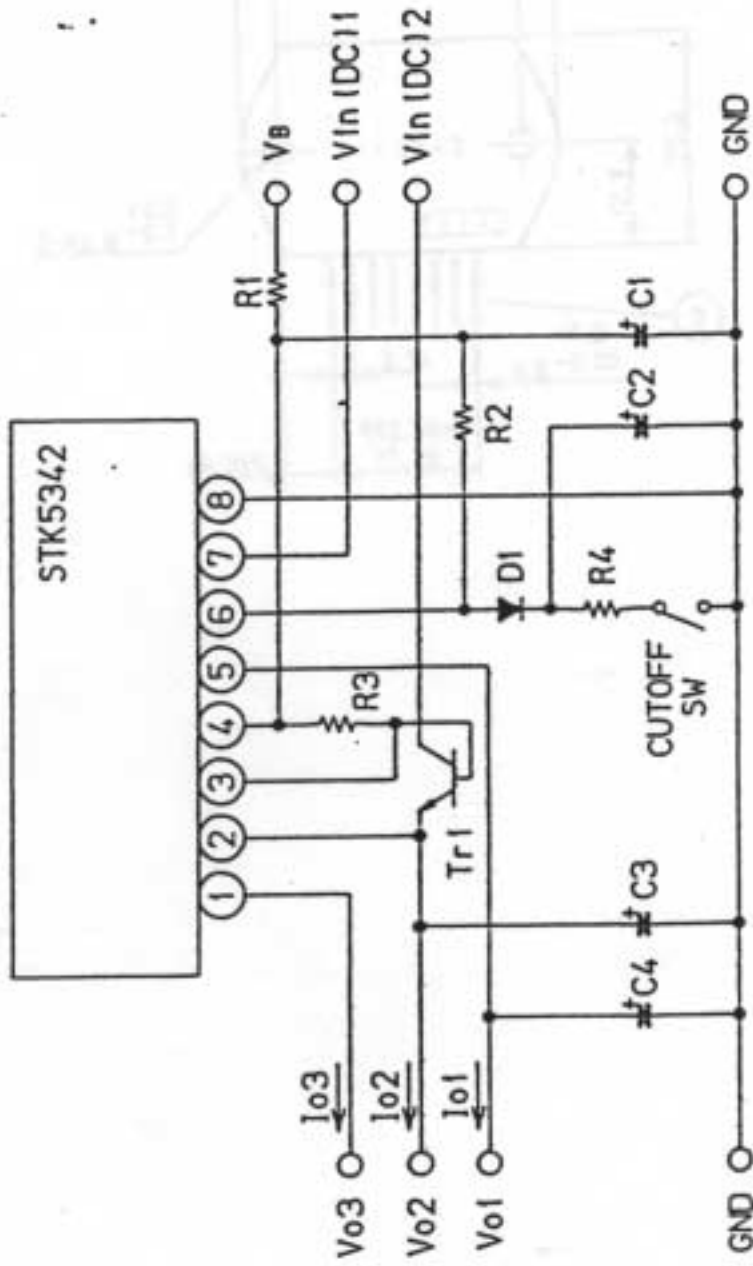 STK5342
1 2 3 4 5 6 7 8
R1
VB
VIn(DC)1
VIn(DC)2
R3
R2
Tr1
D1
R4
CUTOFF
SW
C2
C1
C3
C4
Io3
Vo3
Io2
Vo2
Io1
Vo1
GND
GND